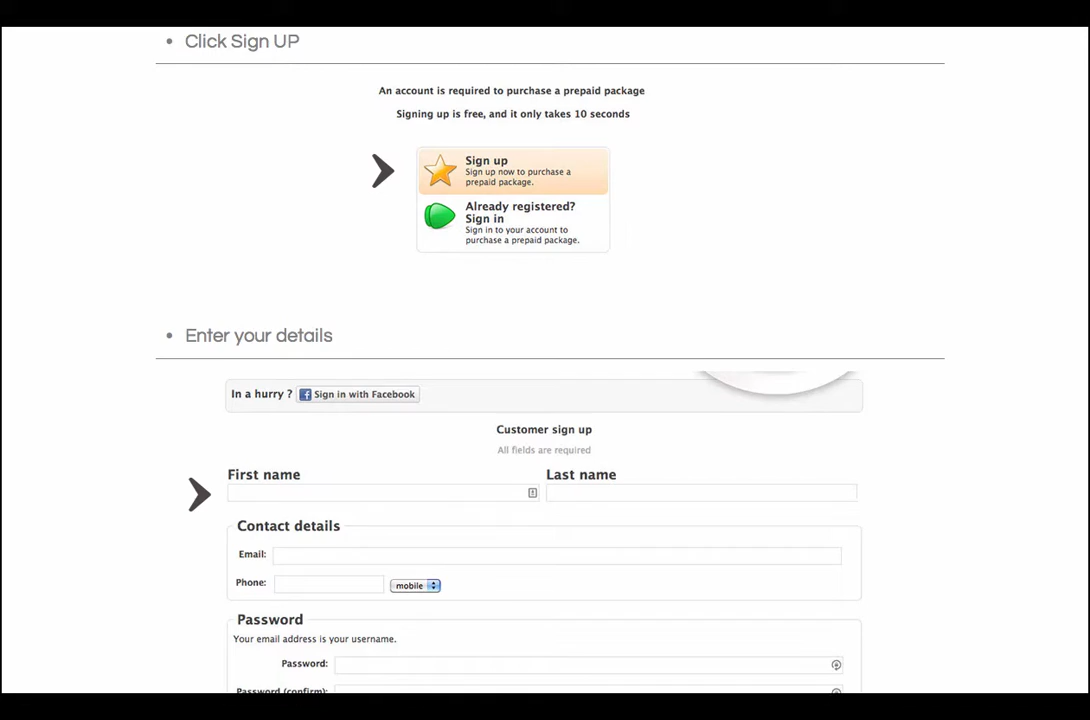 • Click Sign UP
An account is required to purchase a prepaid package
Signing up is free, and it only takes 10 seconds
Sign up
Sign up now to purchase a
prepaid package.
Already registered?
Sign in
Sign in to your account to
purchase a prepaid package.
• Enter your details
In a hurry ? Sign in with Facebook
Customer sign up
All fields are required
First name Last name
Contact details
Email:
Phone: mobile
Password
Your email address is your username.
Password:
Password (confirm):